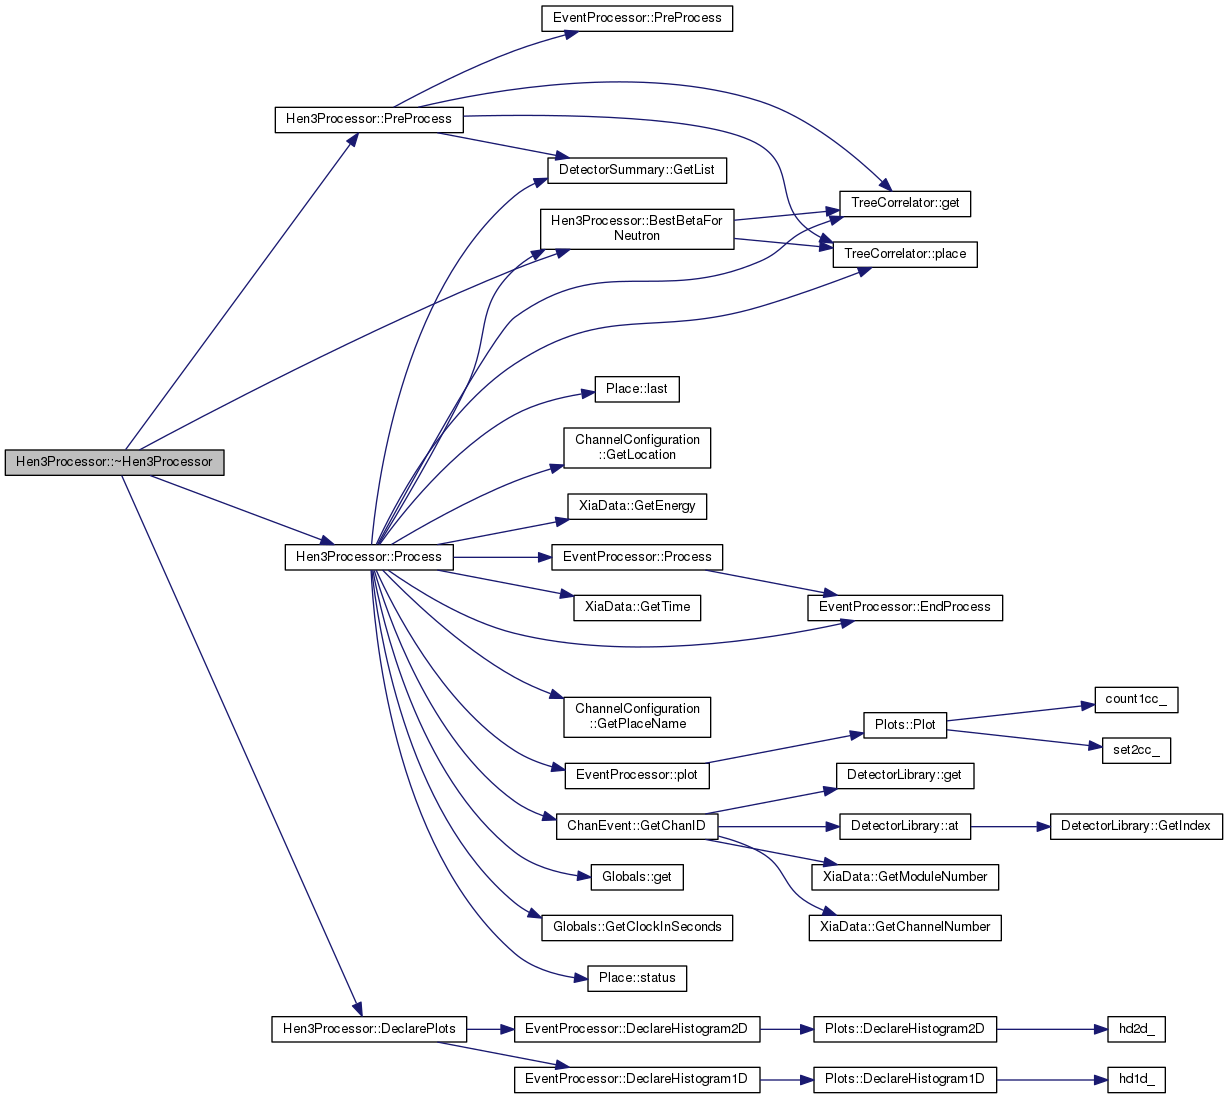 EventProcessor::PreProcess
Hen3Processor::PreProcess
DetectorSummary::GetList
TreeCorrelator::get
Hen3Processor::BestBetaFor
Neutron
TreeCorrelator::place
Place::last
ChannelConfiguration
::GetLocation
Hen3Processor::~Hen3Processor
XiaData::GetEnergy
Hen3Processor::Process
EventProcessor::Process
XiaData::GetTime
EventProcessor::EndProcess
ChannelConfiguration
::GetPlaceName
count1cc_
Plots::Plot
set2cc_
EventProcessor::plot
DetectorLibrary::get
ChanEvent::GetChanID
DetectorLibrary::at
DetectorLibrary::GetIndex
Globals::get
XiaData::GetModuleNumber
Globals::GetClockInSeconds
XiaData::GetChannelNumber
Place::status
Hen3Processor::DeclarePlots
EventProcessor::DeclareHistogram2D
Plots::DeclareHistogram2D
hd2d_
EventProcessor::DeclareHistogram1D
Plots::DeclareHistogram1D
hd1d_